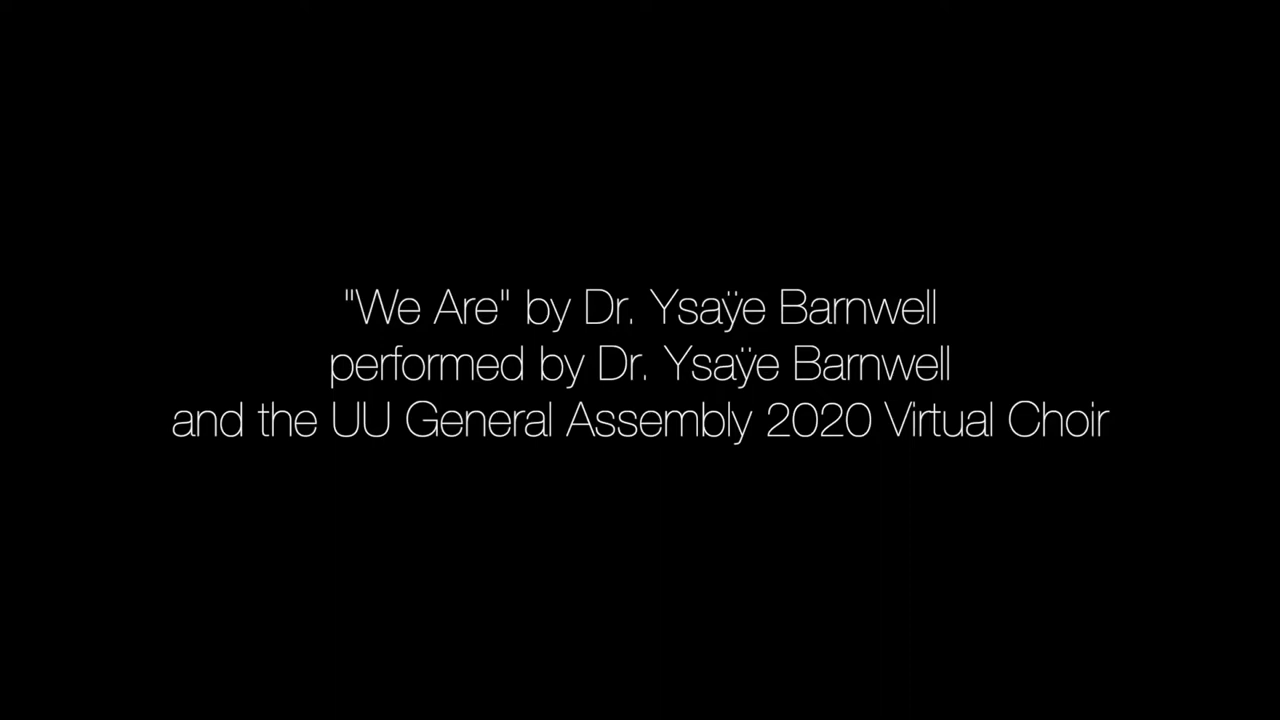 "We Are" by Dr. Ysaÿe Barnwell
performed by Dr. Ysaÿe Barnwell
and the UU General Assembly 2020 Virtual Choir